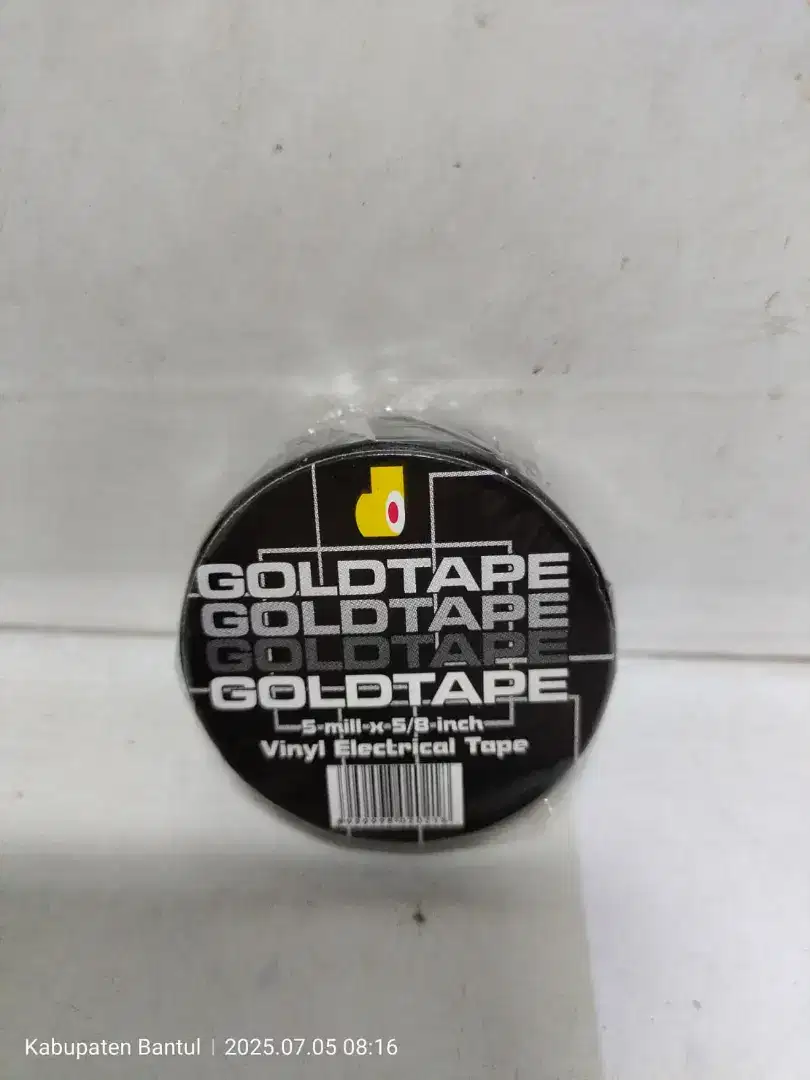 GOLDTAPE
GOLDTAPE
GOLDTAPE
GOLDTAPE
5-mill-x-5/8-inch
Vinyl Electrical Tape
Kabupaten Bantul | 2025.07.05 08:16